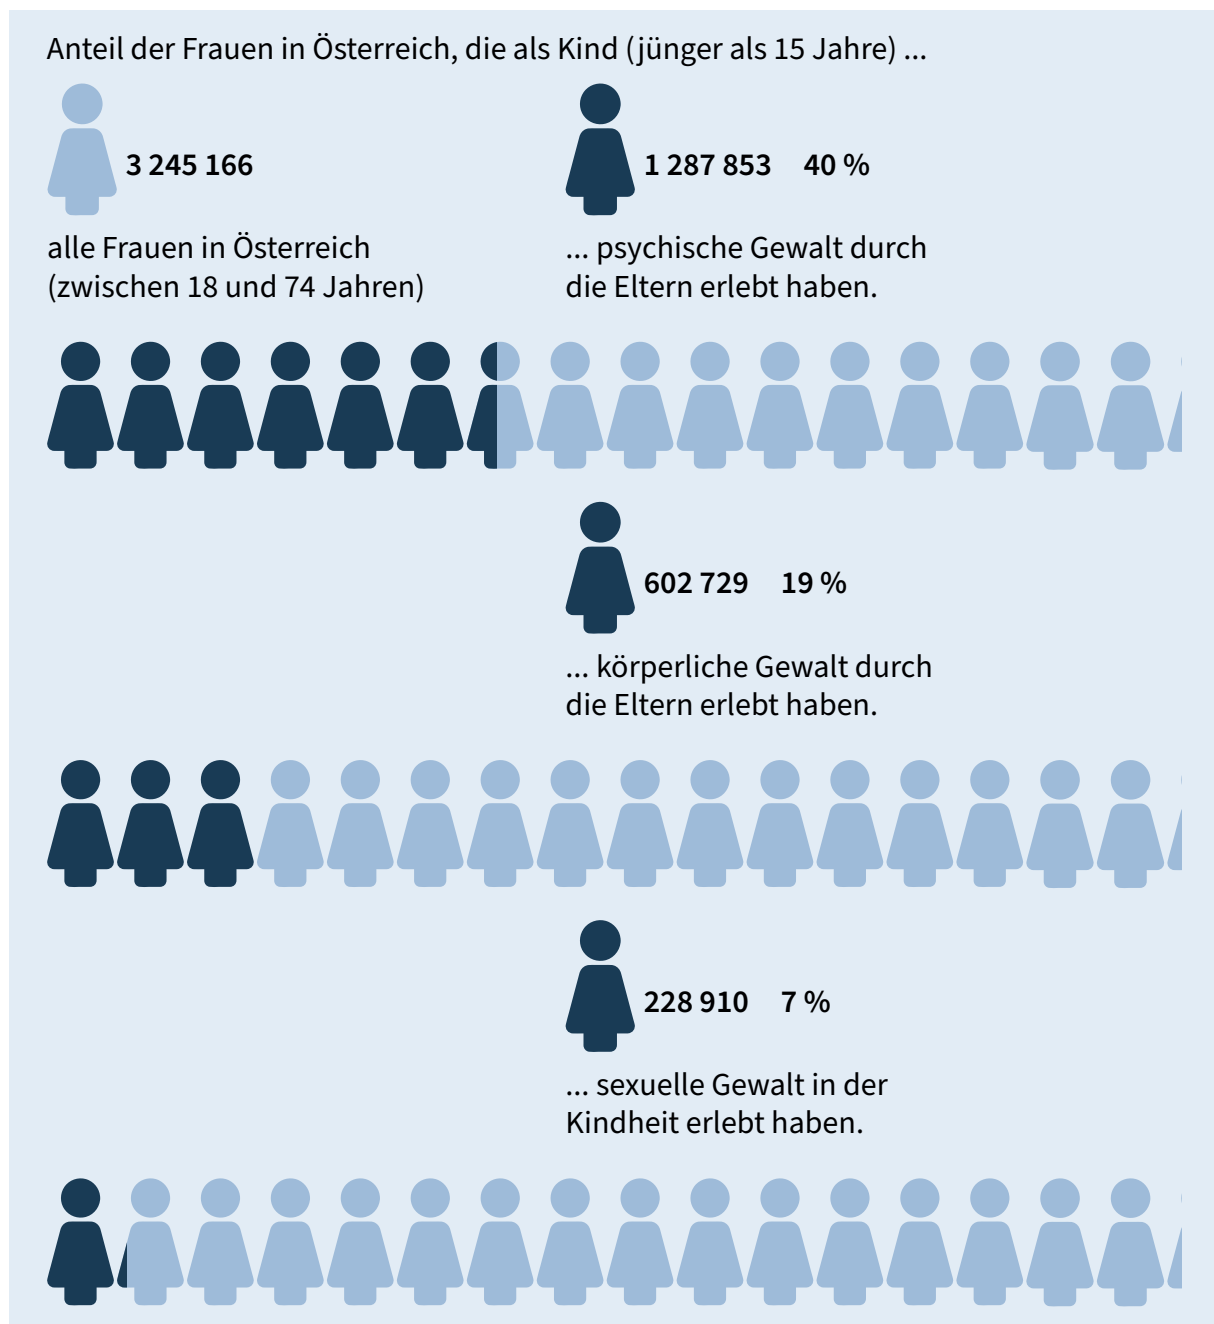 Anteil der Frauen in Österreich, die als Kind (jünger als 15 Jahre) ...
3 245 166
alle Frauen in Österreich
(zwischen 18 und 74 Jahren)
1 287 853 40 %
... psychische Gewalt durch
die Eltern erlebt haben.
602 729 19 %
... körperliche Gewalt durch
die Eltern erlebt haben.
228 910 7 %
... sexuelle Gewalt in der
Kindheit erlebt haben.